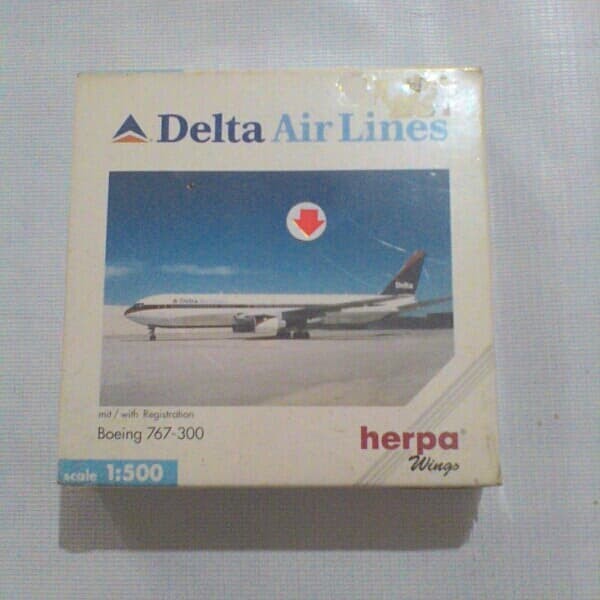 Delta Air Lines
Delta
Delta
mit / with Registration
Boeing 767-300
herpa®
Wings
scale 1:500